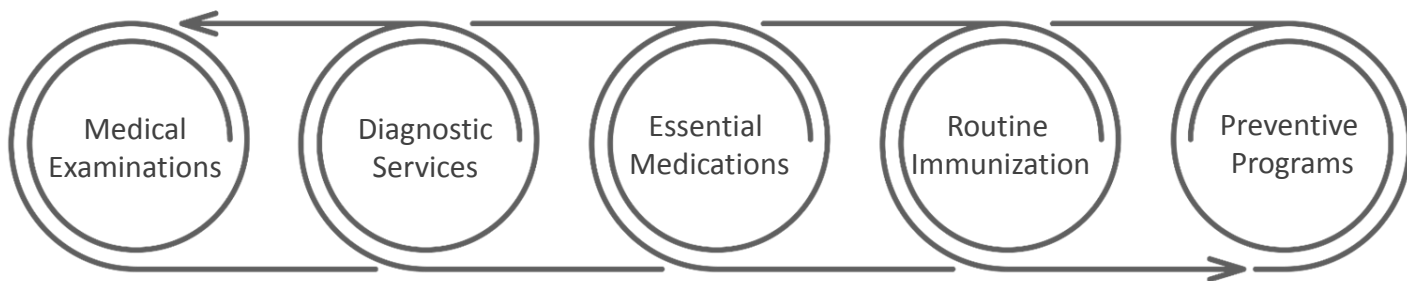 Medical
Examinations
Diagnostic
Services
Essential
Medications
Routine
Immunization
Preventive
Programs